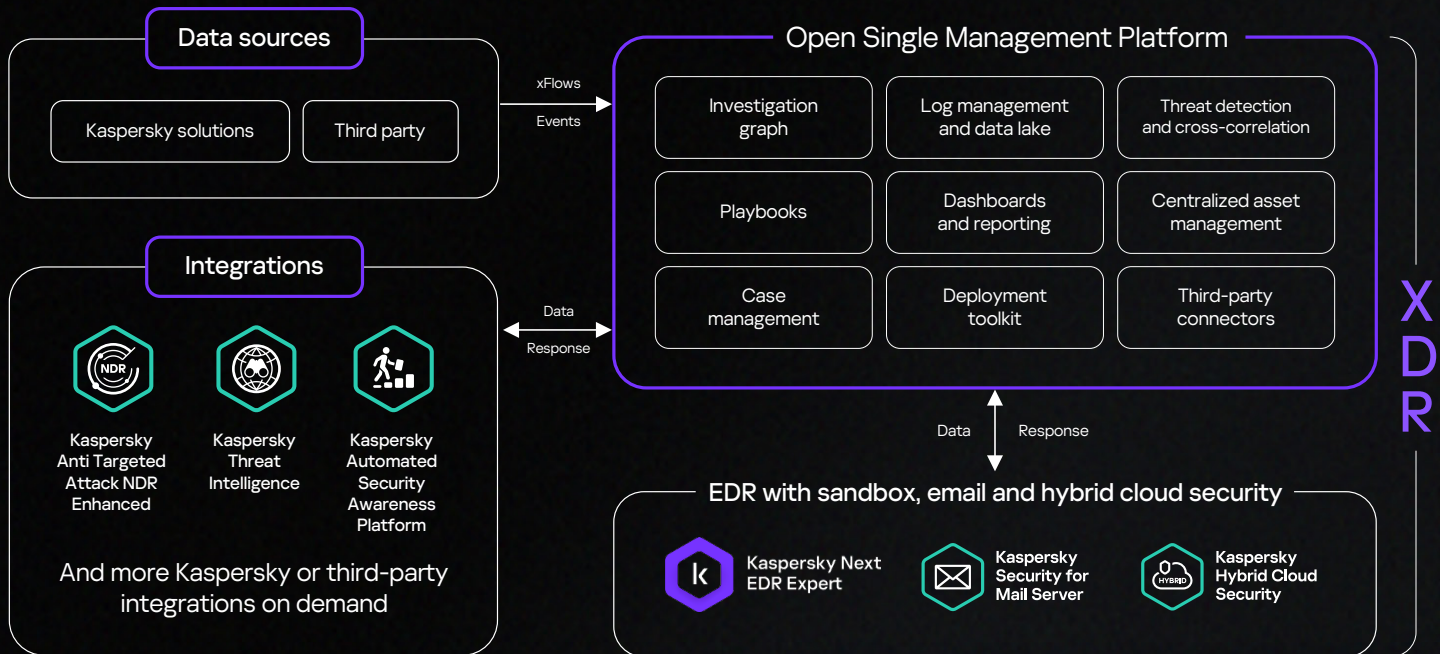 Data sources
Kaspersky solutions
Third party
xFlows
Events
Open Single Management Platform
Investigation
graph
Log management
and data lake
Threat detection
and cross-correlation
Playbooks
Dashboards
and reporting
Centralized asset
management
Case
management
Deployment
toolkit
Third-party
connectors
X
D
R
Integrations
NDR
Kaspersky
Anti Targeted
Attack NDR
Enhanced
Kaspersky
Threat
Intelligence
Kaspersky
Automated
Security
Awareness
Platform
And more Kaspersky or third-party
integrations on demand
Data
Response
Data
Response
EDR with sandbox, email and hybrid cloud security
k
Kaspersky Next
EDR Expert
Kaspersky
Security for
Mail Server
HYBRID
Kaspersky
Hybrid Cloud
Security